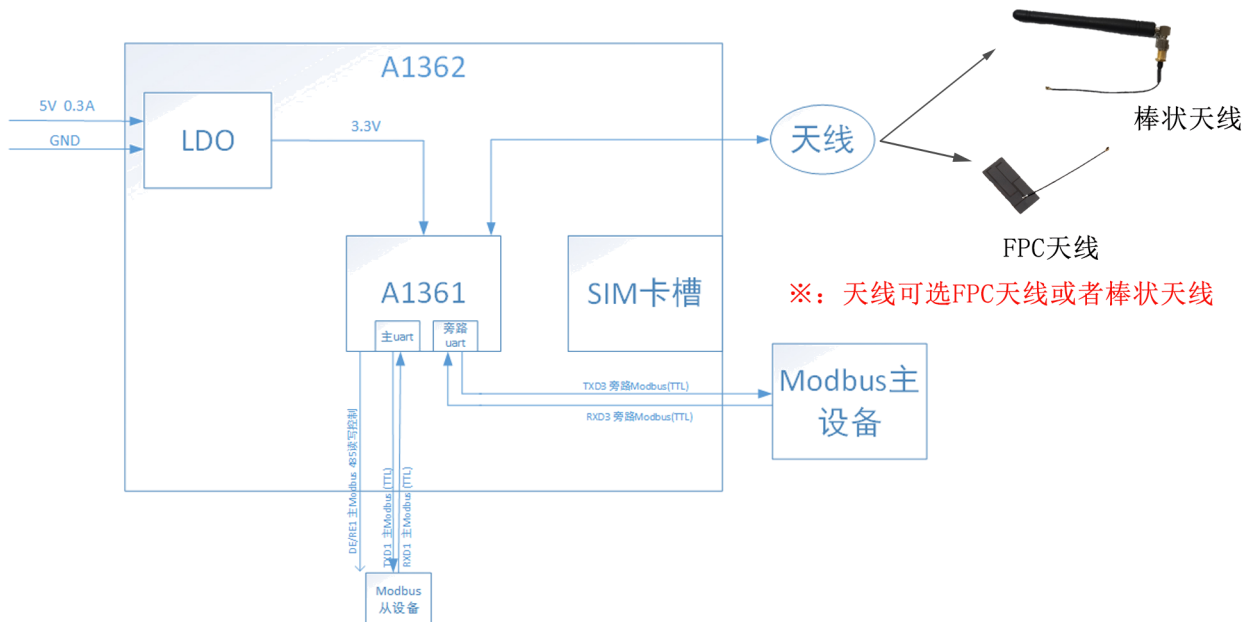 A1362
5V 0.3A
GND
LDO
3.3V
天线
棒状天线
FPC天线
※：天线可选FPC天线或者棒状天线
A1361
主uart
旁路
uart
SIM卡槽
Modbus主
设备
TXD3 旁路Modbus(TTL)
RXD3 旁路Modbus(TTL)
DE/RE1 主Modbus 485读写控制
TXD1 主Modbus (TTL)
RXD1 主Modbus (TTL)
Modbus
从设备